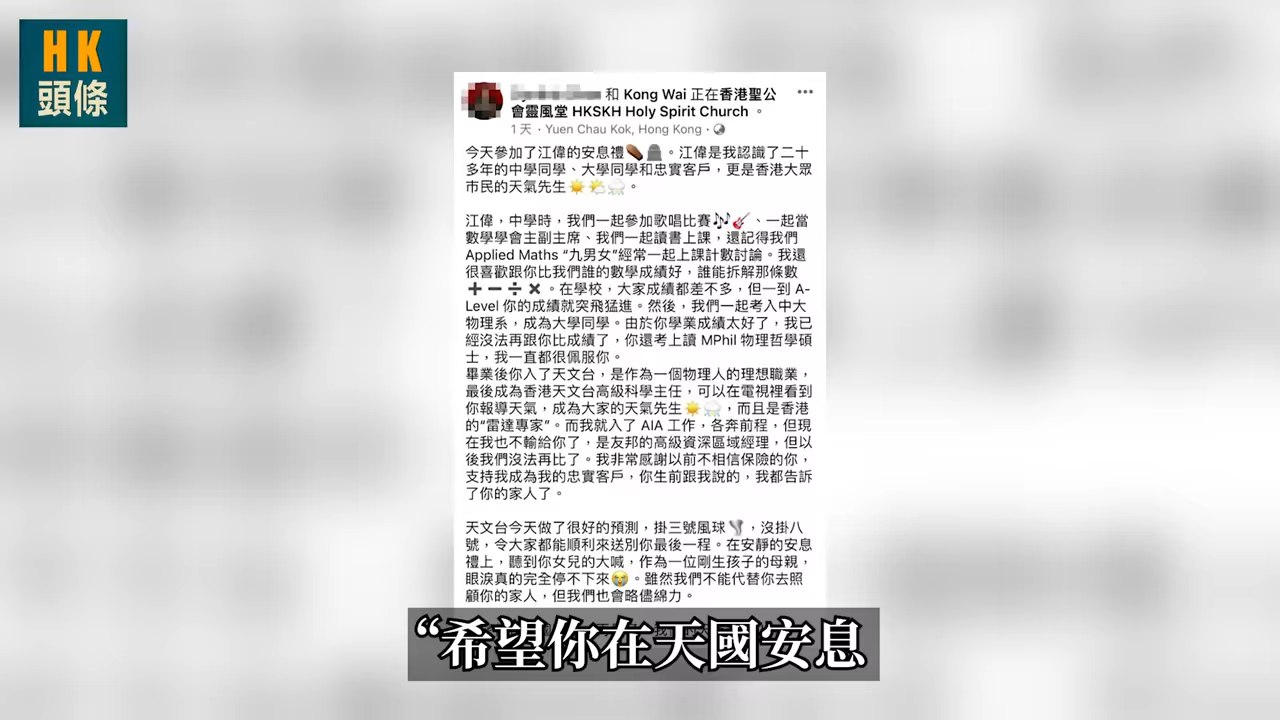 HK
頭條
和 Kong Wai 正在香港聖公
會靈風堂 HKSKH Holy Spirit Church 。
1 天 · Yuen Chau Kok, Hong Kong ·
今天參加了江偉的安息禮⚰️🪦。江偉是我認識了二十
多年的中學同學、大學同學和忠實客戶，更是香港大眾
市民的天氣先生☀️🌤️🌧️。
江偉，中學時，我們一起參加歌唱比賽🎶🎸、一起當
數學學會主副主席、我們一起讀書上課，還記得我們
Applied Maths “九男女”經常一起上課計數討論。我還
很喜歡跟你比我們誰的數學成績好，誰能拆解那條數
➕➖➗✖️。在學校，大家成績都差不多，但一到 A-
Level 你的成績就突飛猛進。然後，我們一起考入中大
物理系，成為大學同學。由於你學業成績太好了，我已
經沒法再跟你比成績了，你還考上讀 MPhil 物理哲學碩
士，我一直都很佩服你。
畢業後你入了天文台，是作為一個物理人的理想職業，
最後成為香港天文台高級科學主任，可以在電視裡看到
你報導天氣，成為大家的天氣先生☀️🌧️，而且是香港
的“雷達專家”。而我就入了 AIA 工作，各奔前程，但現
在我也不輸給你了，是友邦的高級資深區域經理，但以
後我們沒法再比了。我非常感謝以前不相信保險的你，
支持我成為我的忠實客戶，你生前跟我說的，我都告訴
了你的家人了。
天文台今天做了很好的預測，掛三號風球🌪️，沒掛八
號，令大家都能順利來送別你最後一程。在安靜的安息
禮上，聽到你女兒的大喊，作為一位剛生孩子的母親，
眼淚真的完全停不下來😭。雖然我們不能代替你去照
顧你的家人，但我們也會略儘綿力。
“希望你在天國安息